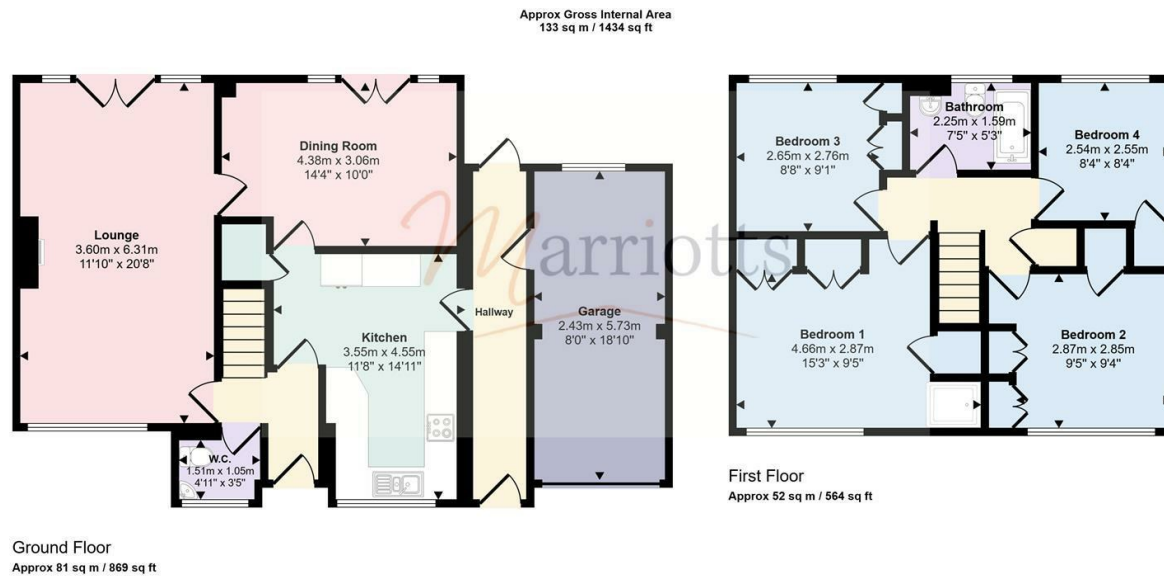 Approx Gross Internal Area
133 sq m / 1434 sq ft
Lounge
3.60m x 6.31m
11'10" x 20'8"
Dining Room
4.38m x 3.06m
14'4" x 10'0"
Kitchen
3.55m x 4.55m
11'8" x 14'11"
Hallway
Garage
2.43m x 5.73m
8'0" x 18'10"
W.C.
1.51m x 1.05m
4'11" x 3'5"
Marriotts
Ground Floor
Approx 81 sq m / 869 sq ft
Bedroom 3
2.65m x 2.76m
8'8" x 9'1"
Bathroom
2.25m x 1.59m
7'5" x 5'3"
Bedroom 4
2.54m x 2.55m
8'4" x 8'4"
Bedroom 1
4.66m x 2.87m
15'3" x 9'5"
Bedroom 2
2.87m x 2.85m
9'5" x 9'4"
First Floor
Approx 52 sq m / 564 sq ft